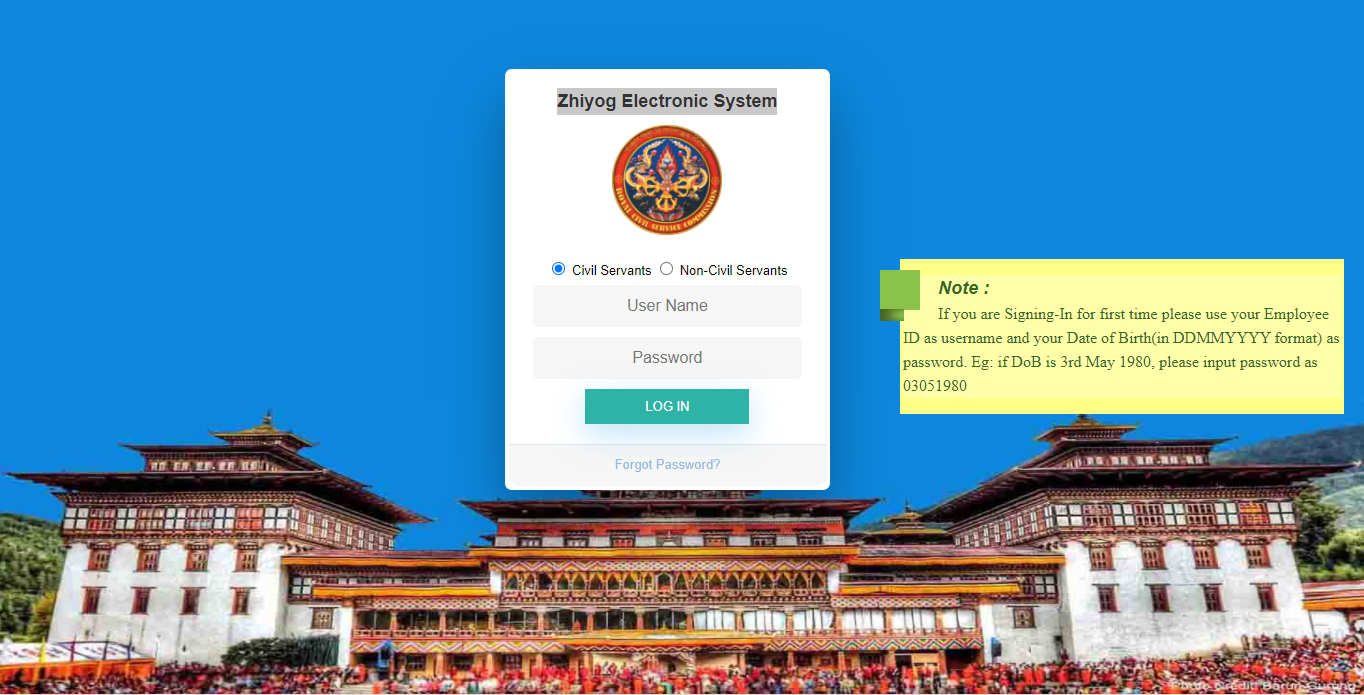 Zhiyog Electronic System
ROYAL CIVIL SERVICE COMMISSION
Civil Servants Non-Civil Servants
User Name
Password
LOG IN
Forgot Password?
Note :
If you are Signing-In for first time please use your Employee
ID as username and your Date of Birth(in DDMMYYYY format) as
password. Eg: if DoB is 3rd May 1980, please input password as
03051980
Photo Credit: Barun Gurung